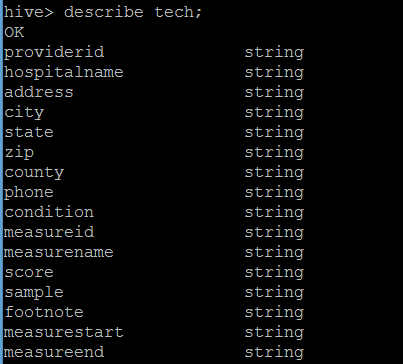 hive> describe tech;
OK
providerid string
hospitalname string
address string
city string
state string
zip string
county string
phone string
condition string
measureid string
measurename string
score string
sample string
footnote string
measurestart string
measureend string